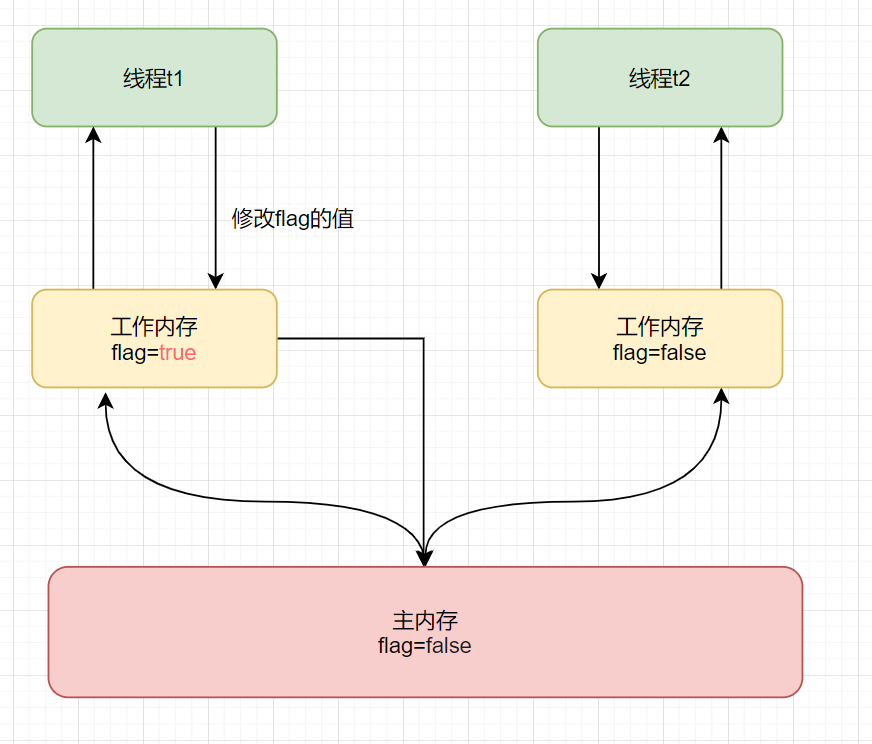 线程t1
线程t2
修改flag的值
工作内存
flag=true
工作内存
flag=false
主内存
flag=false